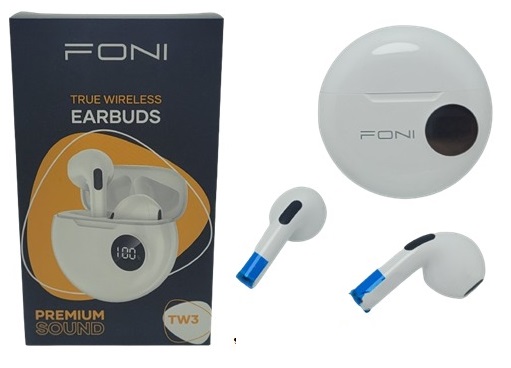 FONI
TRUE WIRELESS
EARBUDS
100
PREMIUM
SOUND
TW3
FONI